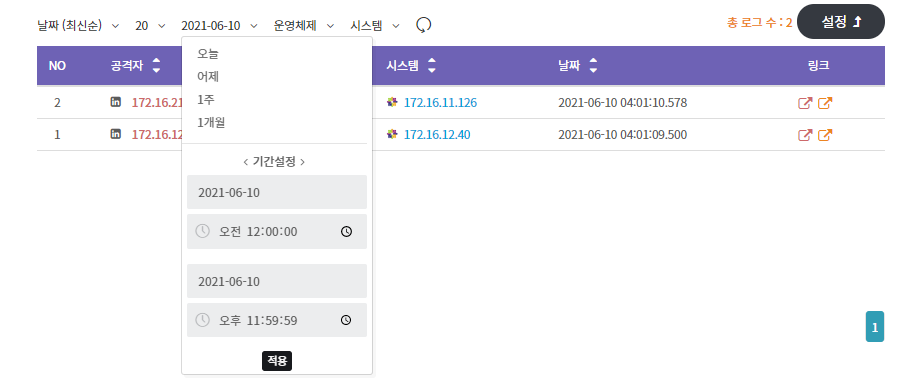 날짜 (최신순) 20 2021-06-10 운영체제 시스템 총 로그 수 : 2 설정
오늘
어제
1주
1개월
< 기간설정 >
2021-06-10
오전 12:00:00
2021-06-10
오후 11:59:59
적용
NO 공격자 시스템 날짜 링크
2 172.16.21 172.16.11.126 2021-06-10 04:01:10.578
1 172.16.12 172.16.12.40 2021-06-10 04:01:09.500
1